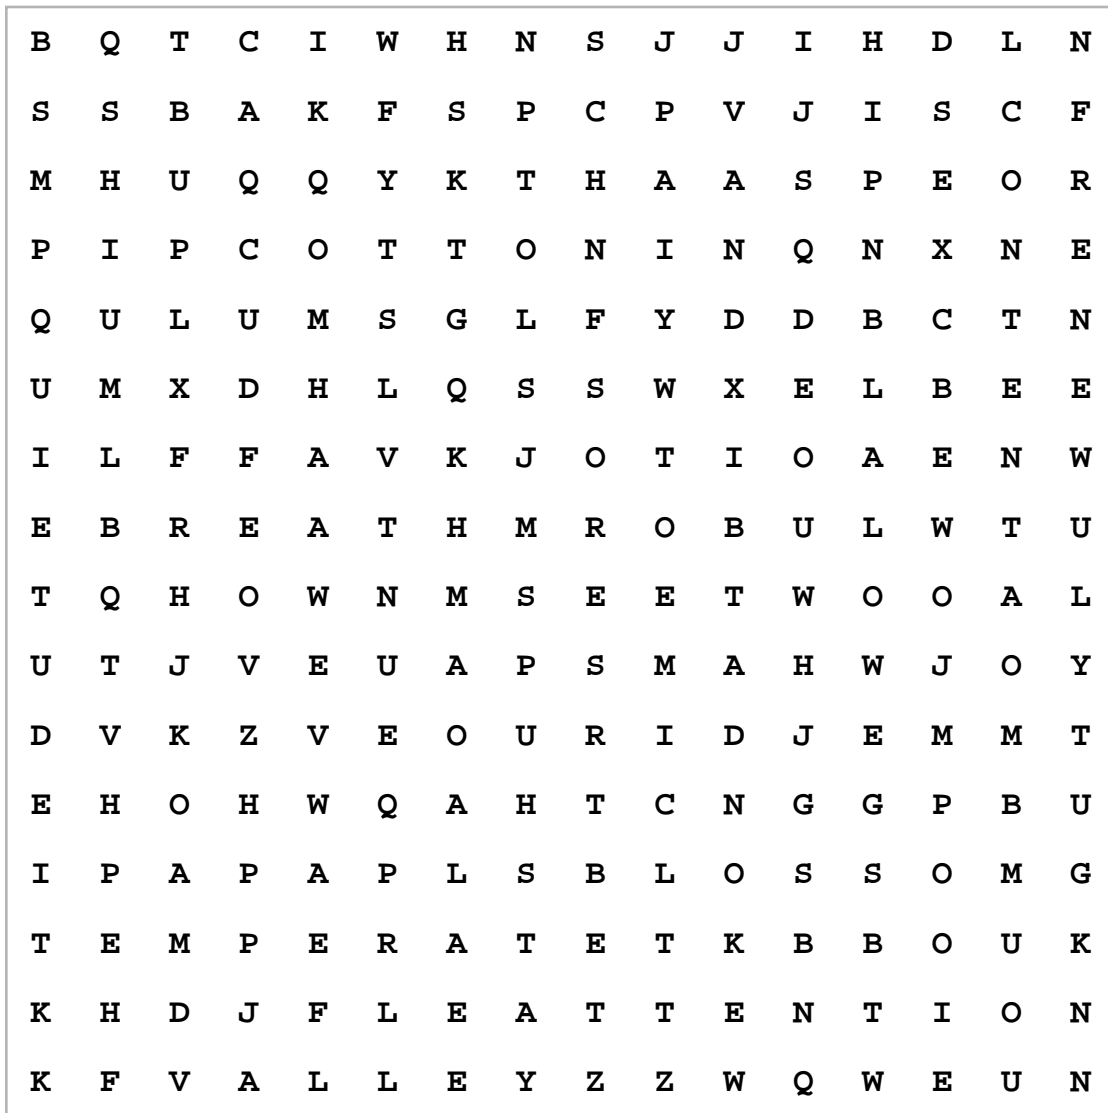 B Q T C I W H N S J J I H D L N
S S B A K F S P C P V J I S C F
M H U Q Q Y K T H A A S P E O R
P I P C O T T O N I N Q N X N E
Q U L U M S G L F Y D D B C T N
U M X D H L Q S S W X E L B E E
I L F F A V K J O T I O A E N W
E B R E A T H M R O B U L W T U
T Q H O W N M S E E T W O O A L
U T J V E U A P S M A H W J O Y
D V K Z V E O U R I D J E M M T
E H O H W Q A H T C N G G P B U
I P A P A P L S B L O S S O M G
T E M P E R A T E T K B B O U K
K H D J F L E A T T E N T I O N
K F V A L L E Y Z Z W Q W E U N